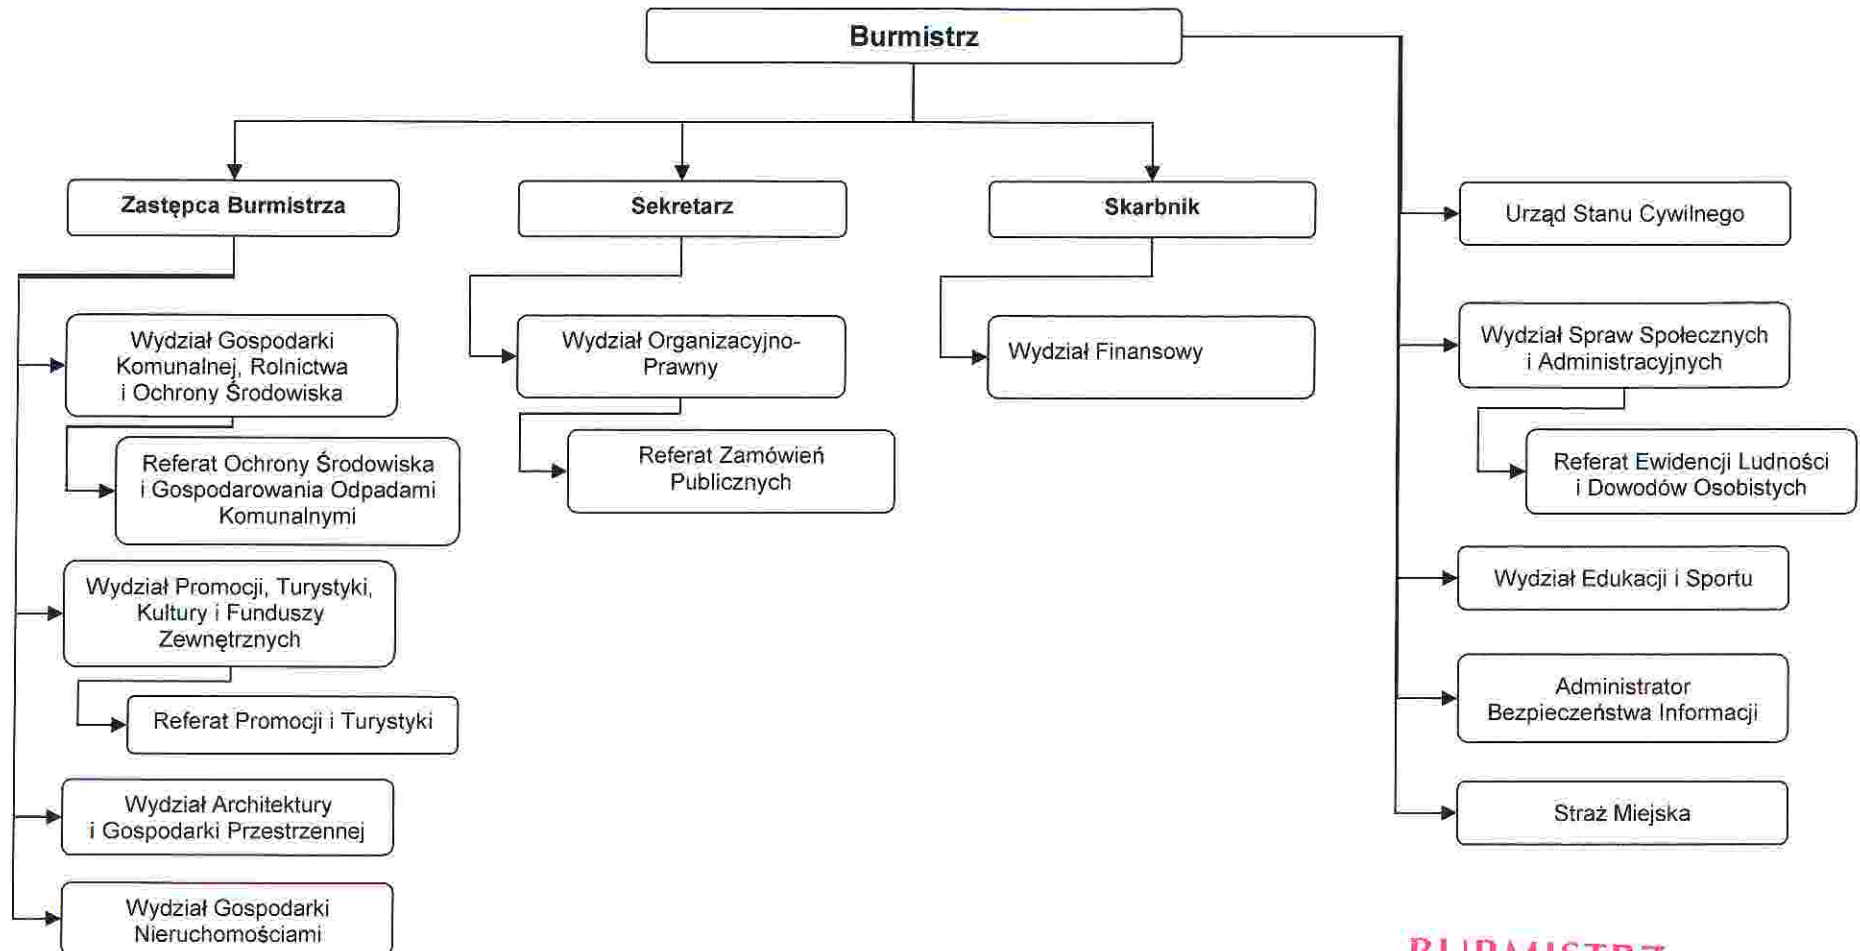 Burmistrz
Zastępca Burmistrza
Sekretarz
Skarbnik
Urząd Stanu Cywilnego
Wydział Gospodarki
Komunalnej, Rolnictwa
i Ochrony Środowiska
Wydział Organizacyjno-
Prawny
Wydział Finansowy
Wydział Spraw Społecznych
i Administracyjnych
Referat Ochrony Środowiska
i Gospodarowania Odpadami
Komunalnymi
Referat Zamówień
Publicznych
Referat Ewidencji Ludności
i Dowodów Osobistych
Wydział Promocji, Turystyki,
Kultury i Funduszy
Zewnętrznych
Wydział Edukacji i Sportu
Referat Promocji i Turystyki
Administrator
Bezpieczeństwa Informacji
Wydział Architektury
i Gospodarki Przestrzennej
Straż Miejska
Wydział Gospodarki
Nieruchomościami
BURMISTRZ